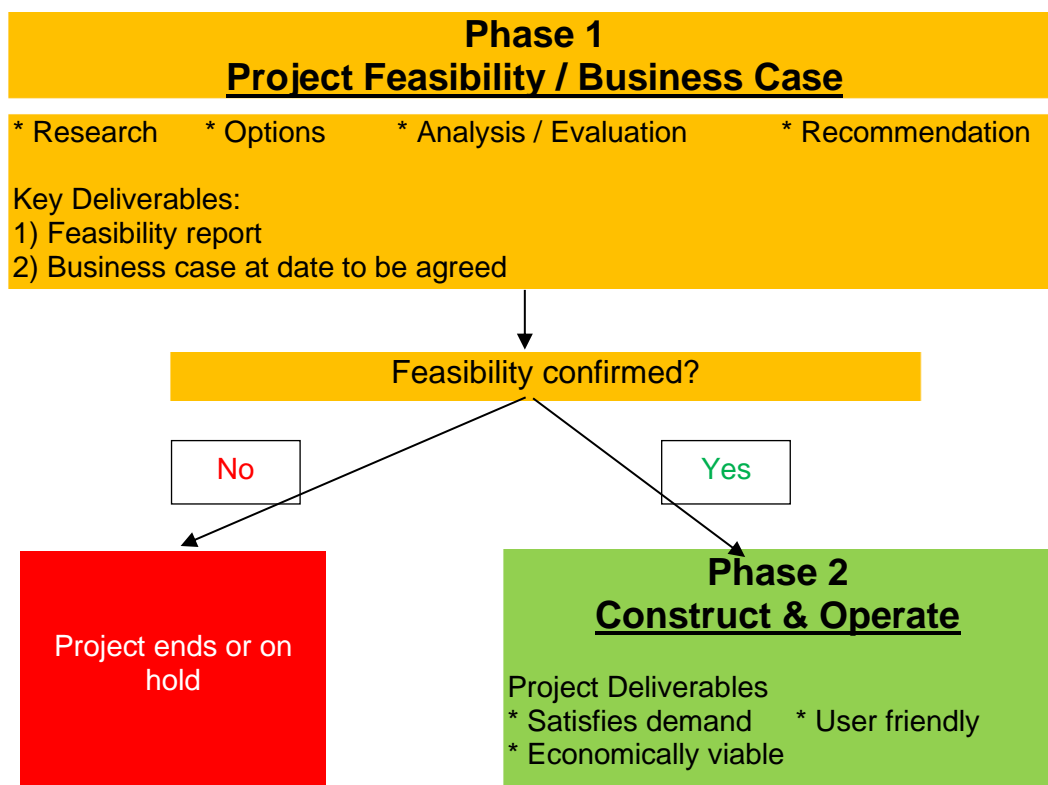 Phase 1
Project Feasibility / Business Case
* Research * Options * Analysis / Evaluation * Recommendation
Key Deliverables:
1) Feasibility report
2) Business case at date to be agreed
Feasibility confirmed?
No
Yes
Project ends or on
hold
Phase 2
Construct & Operate
Project Deliverables
* Satisfies demand * User friendly
* Economically viable